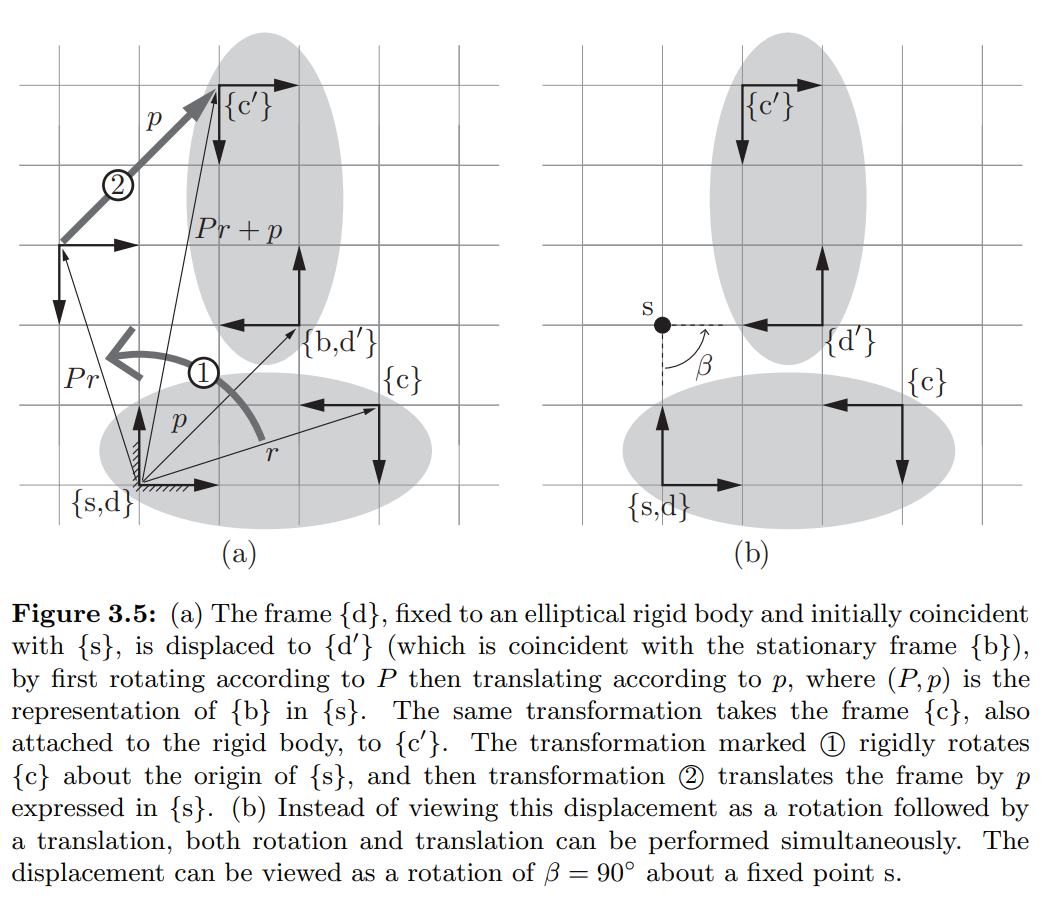 {c′}
p
②
Pr + p
{b,d′}
{c}
①
Pr
p
r
{s,d}
(a)
{c′}
s
{d′}
β
{c}
{s,d}
(b)
Figure 3.5: (a) The frame {d}, fixed to an elliptical rigid body and initially coincident
with {s}, is displaced to {d′} (which is coincident with the stationary frame {b}),
by first rotating according to P then translating according to p, where (P, p) is the
representation of {b} in {s}. The same transformation takes the frame {c}, also
attached to the rigid body, to {c′}. The transformation marked ① rigidly rotates
{c} about the origin of {s}, and then transformation ② translates the frame by p
expressed in {s}. (b) Instead of viewing this displacement as a rotation followed by
a translation, both rotation and translation can be performed simultaneously. The
displacement can be viewed as a rotation of β = 90° about a fixed point s.